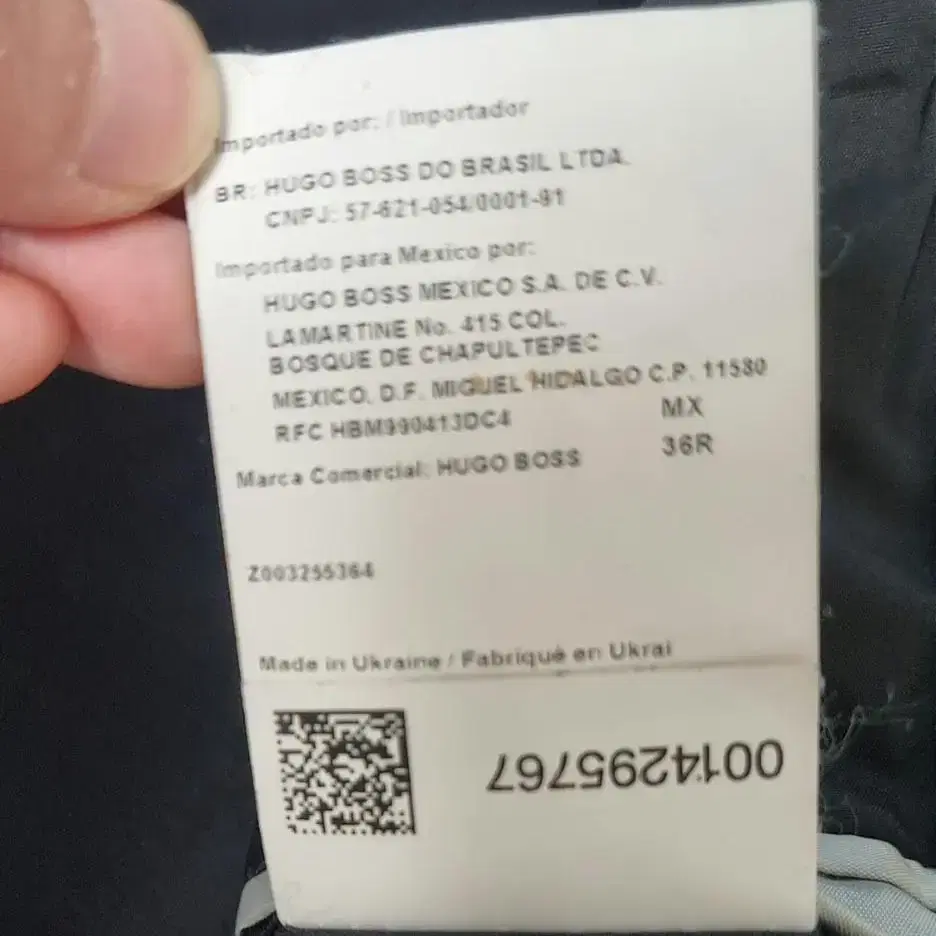 Importado por: / Importador
BR: HUGO BOSS DO BRASIL LTDA.
CNPJ: 57-621-054/0001-91
Importado para Mexico por:
HUGO BOSS MEXICO S.A. DE C.V.
LAMARTINE No. 415 COL.
BOSQUE DE CHAPULTEPEC
MEXICO, D.F. MIGUEL HIDALGO C.P. 11580
RFC HBM990413DC4 MX
Marca Comercial: HUGO BOSS 36R
Z003255364
Made in Ukraine / Fabriqué en Ukrai
0014295767